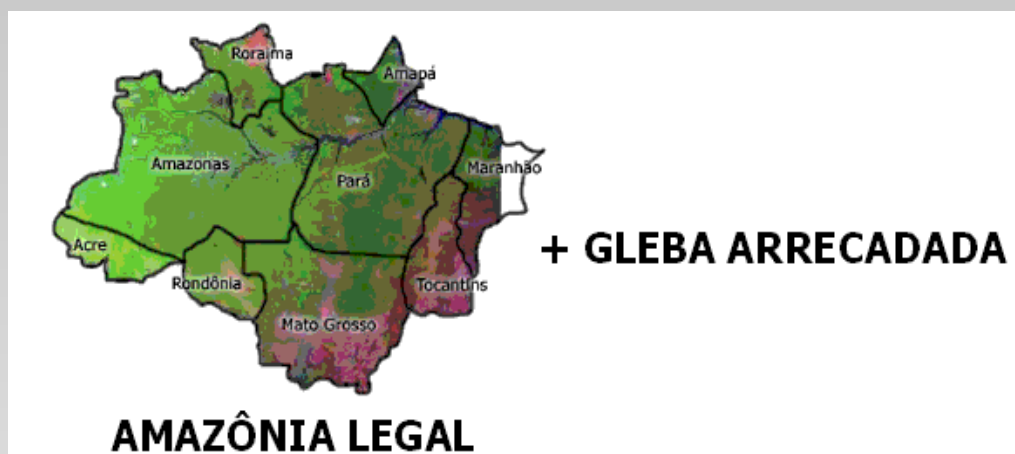 Roraima
Amapá
Amazonas
Pará
Maranhão
Acre
Rondônia
Tocantins
Mato Grosso
+ GLEBA ARRECADADA
AMAZÔNIA LEGAL